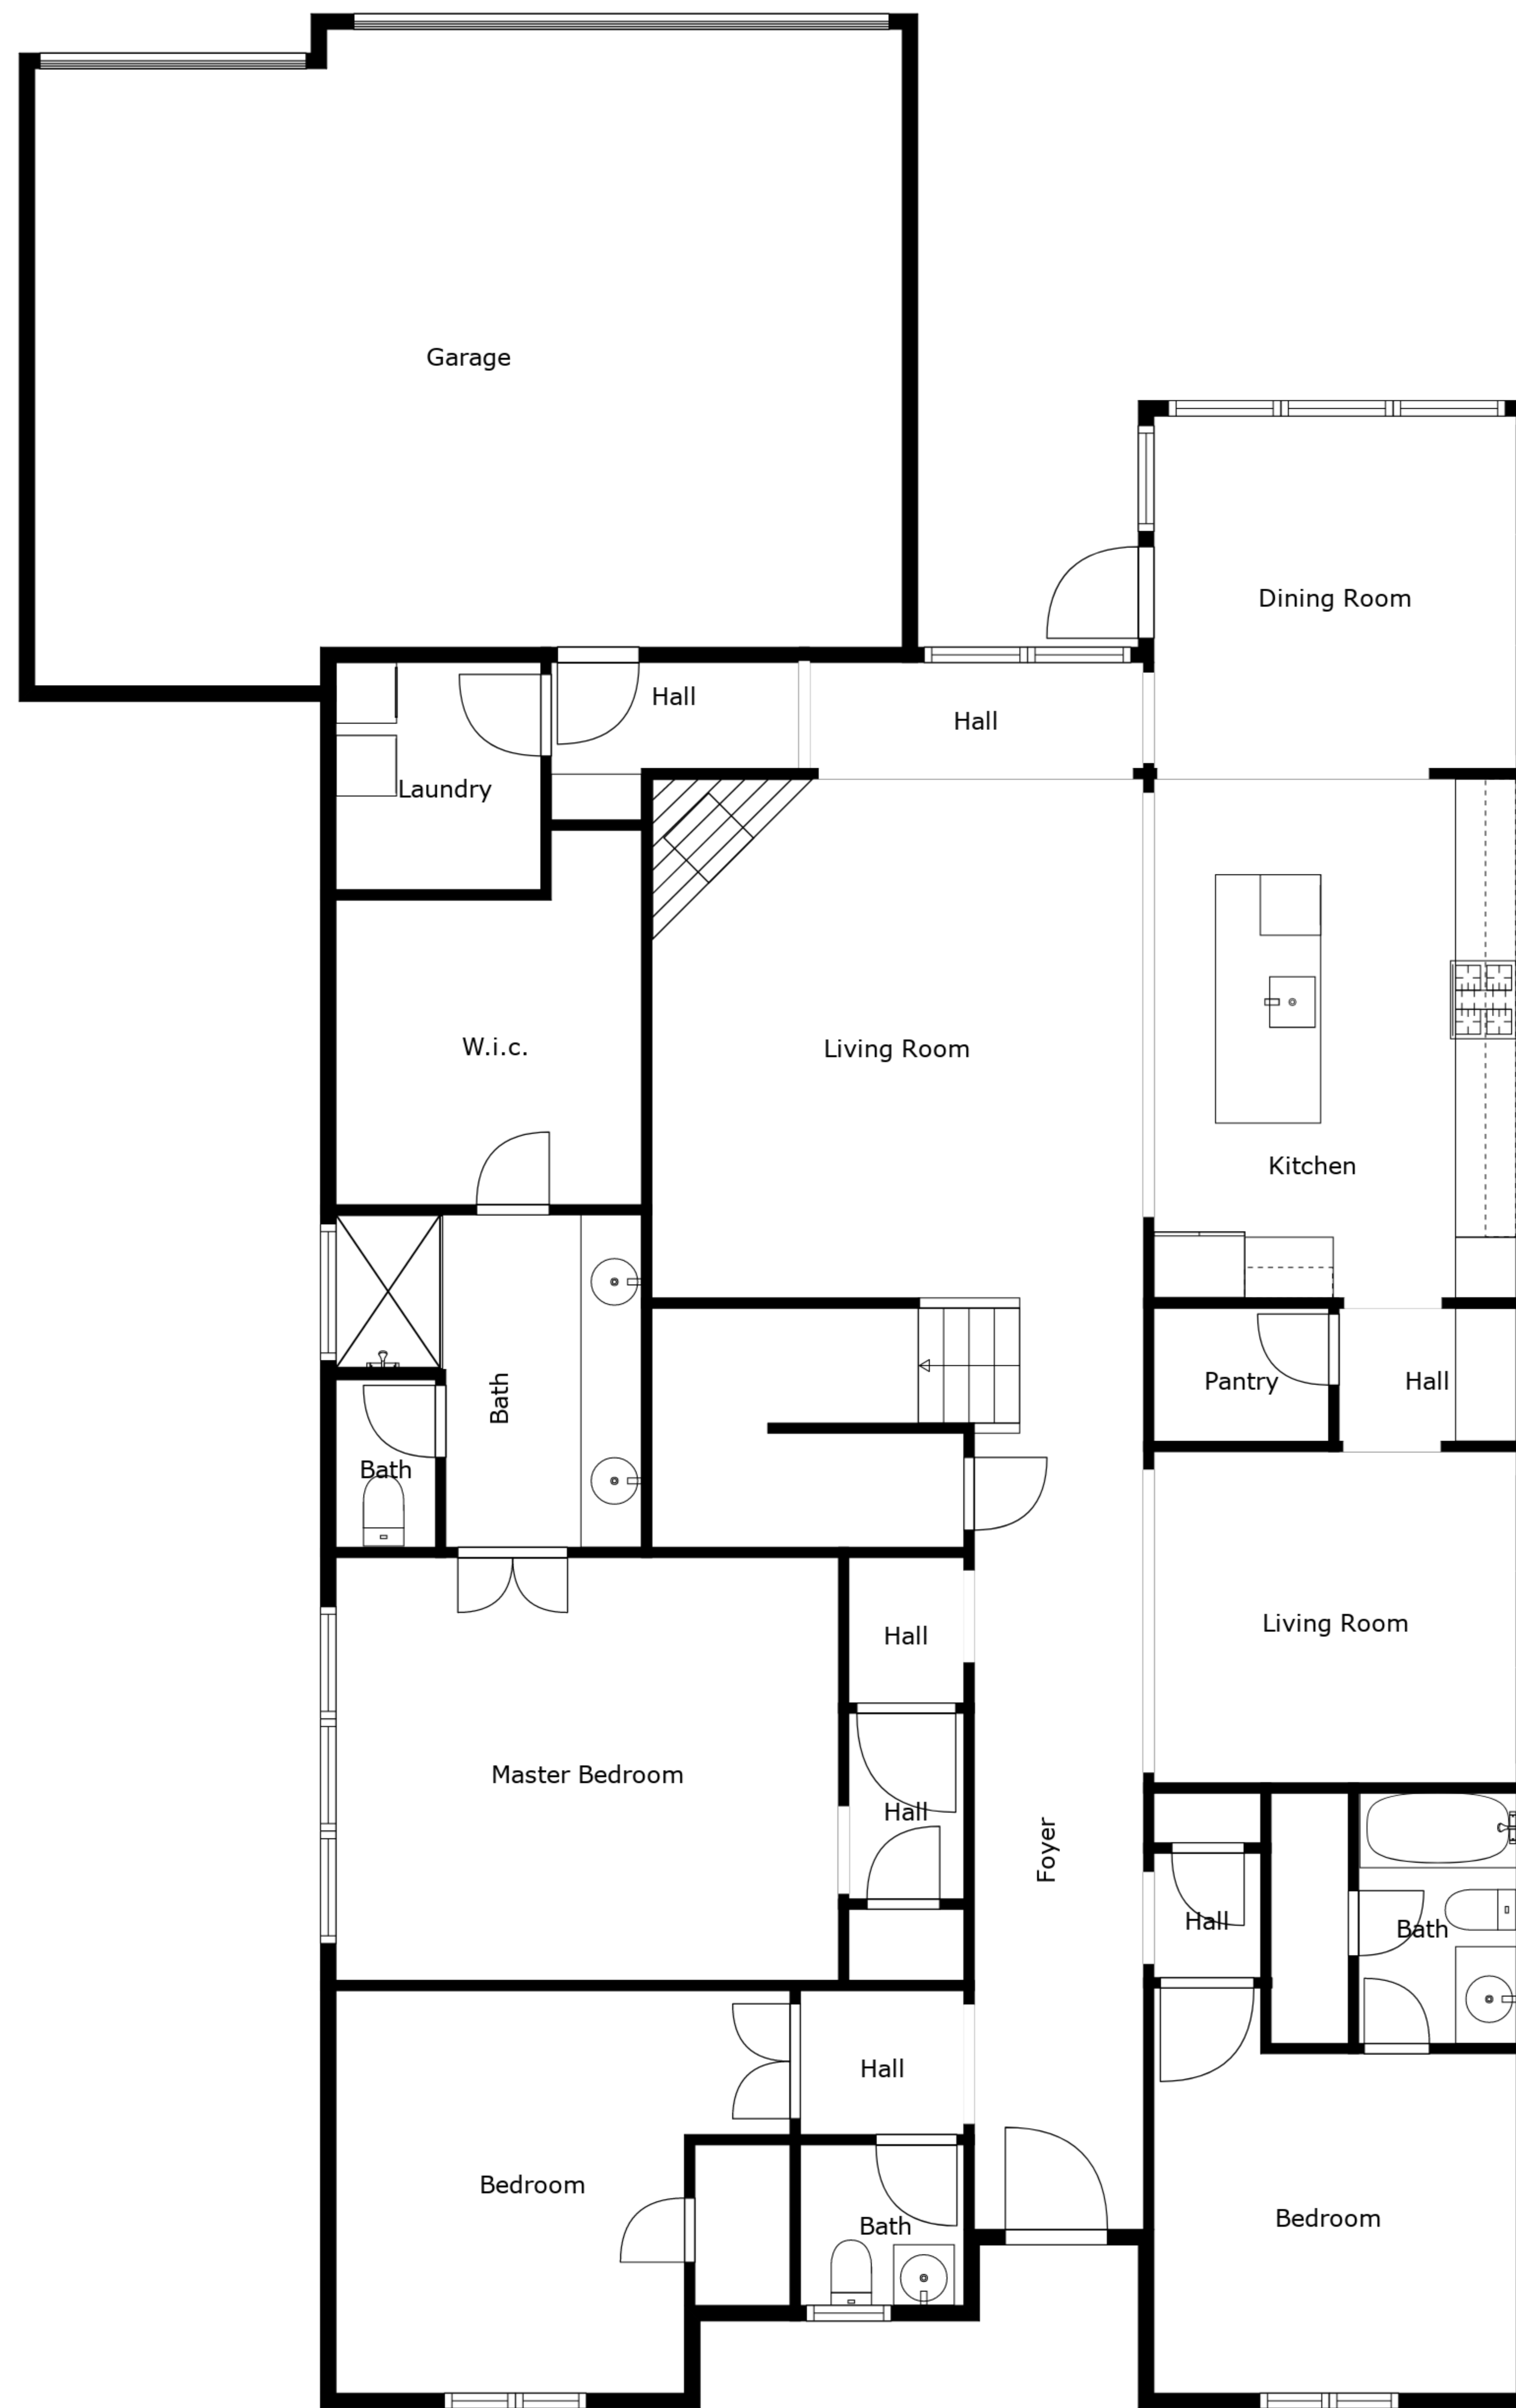 Garage
Dining Room
Hall
Hall
Laundry
W.i.c.
Living Room
Kitchen
Bath
Pantry
Hall
Bath
Living Room
Hall
Master Bedroom
Hall
Foyer
Hall
Bath
Hall
Bedroom
Bath
Bedroom